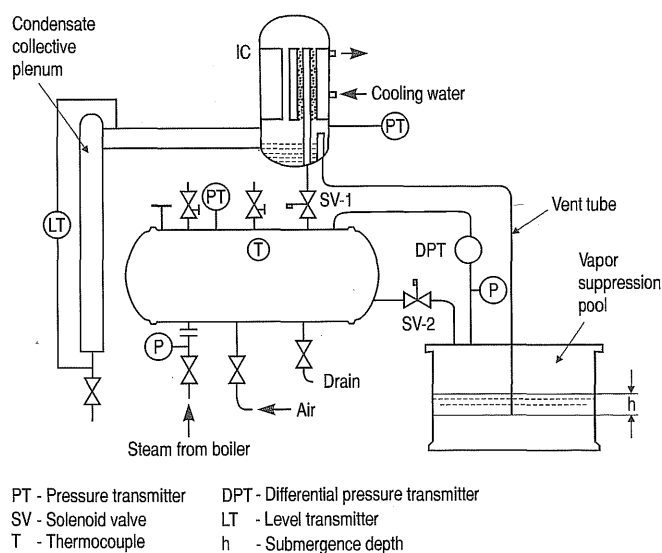 Condensate
collective
plenum
IC
Cooling water
PT
LT
PT
SV-1
T
DPT
Vent tube
P
Vapor
suppression
pool
SV-2
P
Drain
Air
h
Steam from boiler
PT - Pressure transmitter
DPT - Differential pressure transmitter
SV - Solenoid valve
LT - Level transmitter
T - Thermocouple
h - Submergence depth